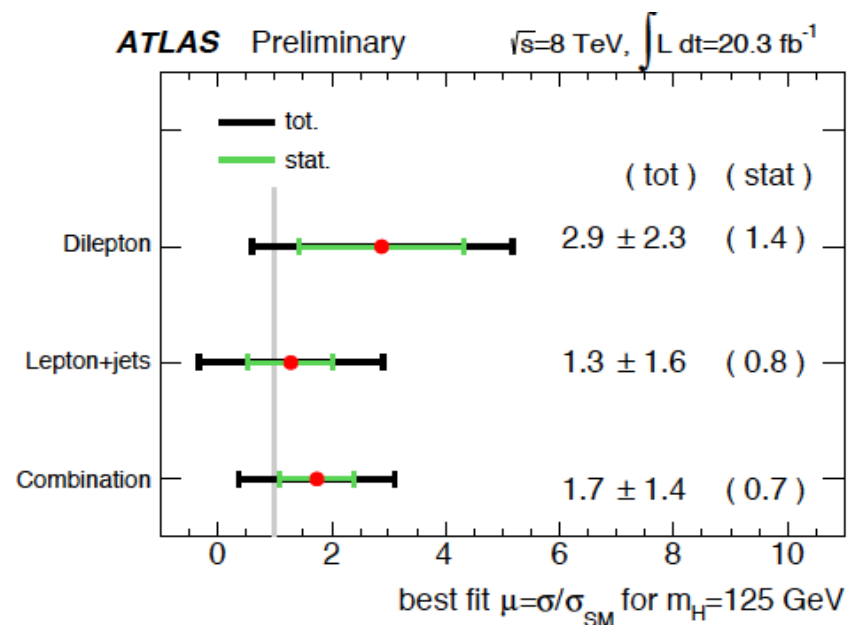 ATLAS Preliminary √s=8 TeV, ∫L dt=20.3 fb⁻¹
tot.
stat.
( tot ) ( stat )
Dilepton 2.9 ± 2.3 ( 1.4 )
Lepton+jets 1.3 ± 1.6 ( 0.8 )
Combination 1.7 ± 1.4 ( 0.7 )
0 2 4 6 8 10
best fit μ=σ/σ_SM for m_H=125 GeV